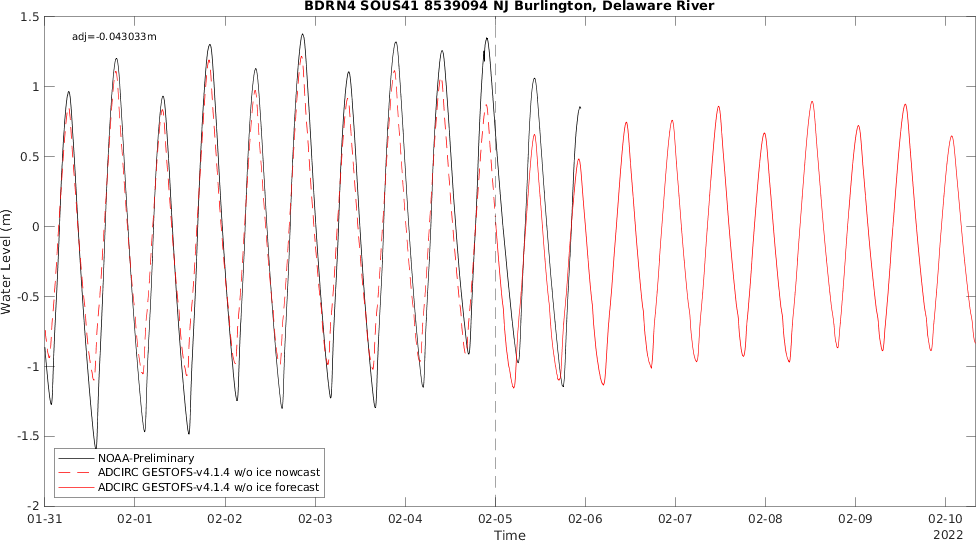 BDRN4 SOUS41 8539094 NJ Burlington, Delaware River
adj=-0.043033m
1.5
1
0.5
0
-0.5
-1
-1.5
-2
Water Level (m)
NOAA-Preliminary
ADCIRC GESTOFS-v4.1.4 w/o ice nowcast
ADCIRC GESTOFS-v4.1.4 w/o ice forecast
01-31 02-01 02-02 02-03 02-04 02-05 02-06 02-07 02-08 02-09 02-10
Time
2022